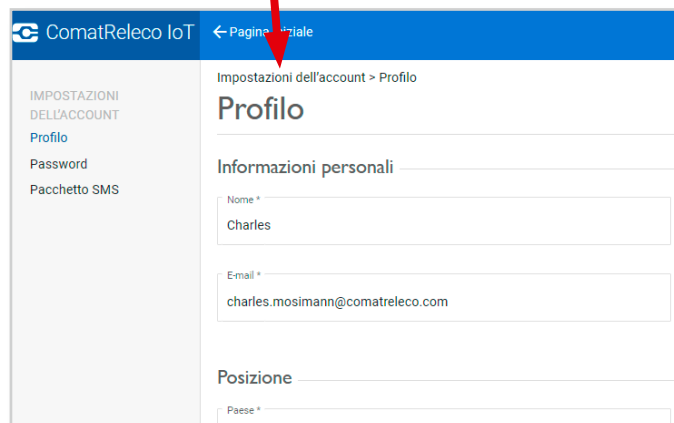 ComatReleco IoT
Pagina iniziale
IMPOSTAZIONI
DELL'ACCOUNT
Profilo
Password
Pacchetto SMS
Impostazioni dell'account > Profilo
Profilo
Informazioni personali
Nome *
Charles
E-mail *
charles.mosimann@comatreleco.com
Posizione
Paese *